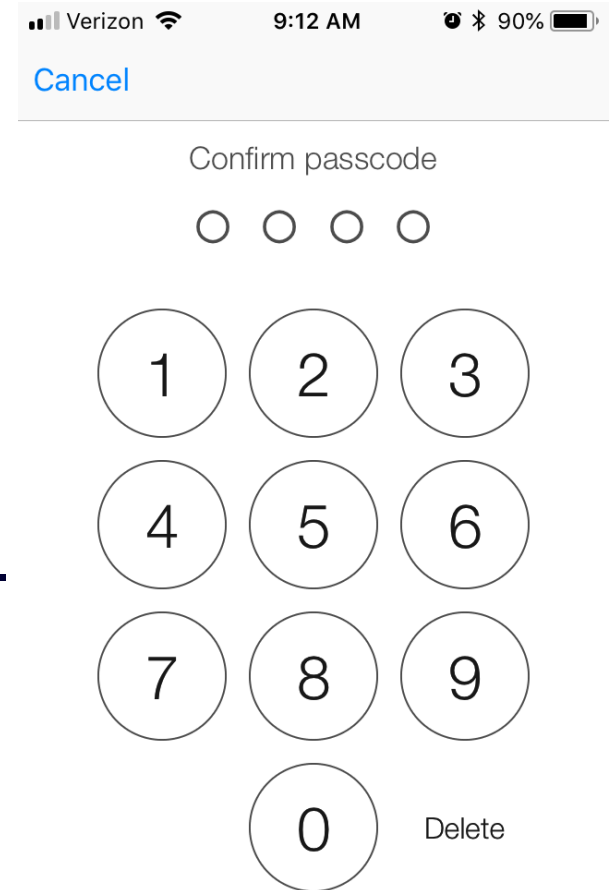 Verizon 9:12 AM 90%
Cancel
Confirm passcode
1 2 3
4 5 6
7 8 9
0 Delete